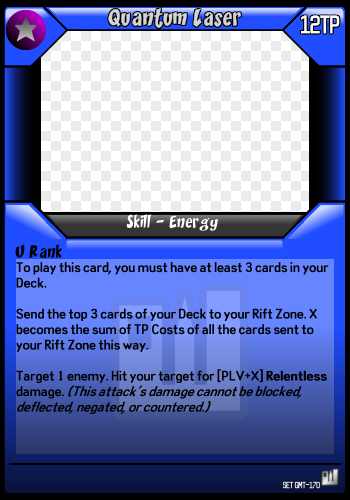 Quantum Laser
12TP
Skill - Energy
U Rank
To play this card, you must have at least 3 cards in your
Deck.
Send the top 3 cards of your Deck to your Rift Zone. X
becomes the sum of TP Costs of all the cards sent to
your Rift Zone this way.
Target 1 enemy. Hit your target for [PLV+X] Relentless
damage. (This attack's damage cannot be blocked,
deflected, negated, or countered.)
SET GMT-170